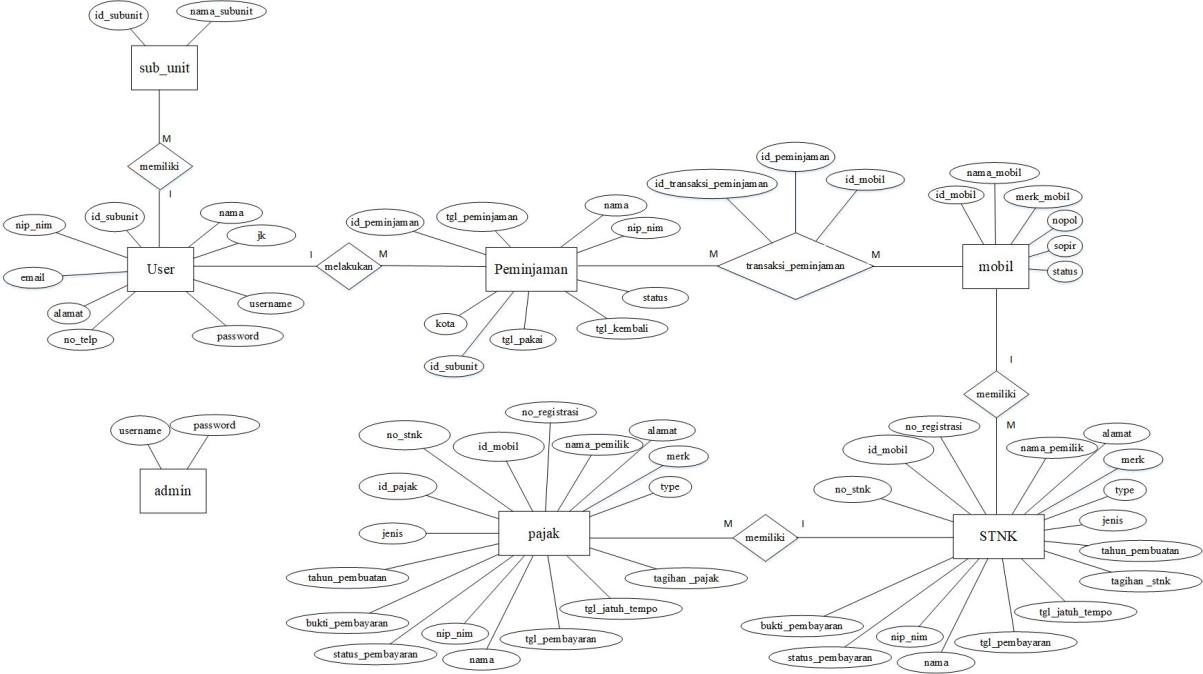 id_subunit
nama_subunit
sub_unit
M
memiliki
I
nip_nim
id_subunit
nama
jk
email
User
username
alamat
no_telp
password
I
melakukan
M
id_peminjaman
tgl_peminjaman
nama
nip_nim
Peminjaman
status
kota
tgl_kembali
tgl_pakai
id_subunit
M
id_transaksi_peminjaman
id_peminjaman
id_mobil
transaksi_peminjaman
M
id_mobil
nama_mobil
merk_mobil
nopol
sopir
status
mobil
I
memiliki
M
username
password
admin
no_stnk
id_mobil
no_registrasi
nama_pemilik
alamat
merk
type
id_pajak
jenis
pajak
tahun_pembuatan
tagihan _pajak
bukti_pembayaran
tgl_jatuh_tempo
nip_nim
tgl_pembayaran
status_pembayaran
nama
M
memiliki
I
no_registrasi
id_mobil
nama_pemilik
alamat
merk
no_stnk
type
jenis
STNK
tahun_pembuatan
tagihan _stnk
bukti_pembayaran
tgl_jatuh_tempo
nip_nim
tgl_pembayaran
status_pembayaran
nama